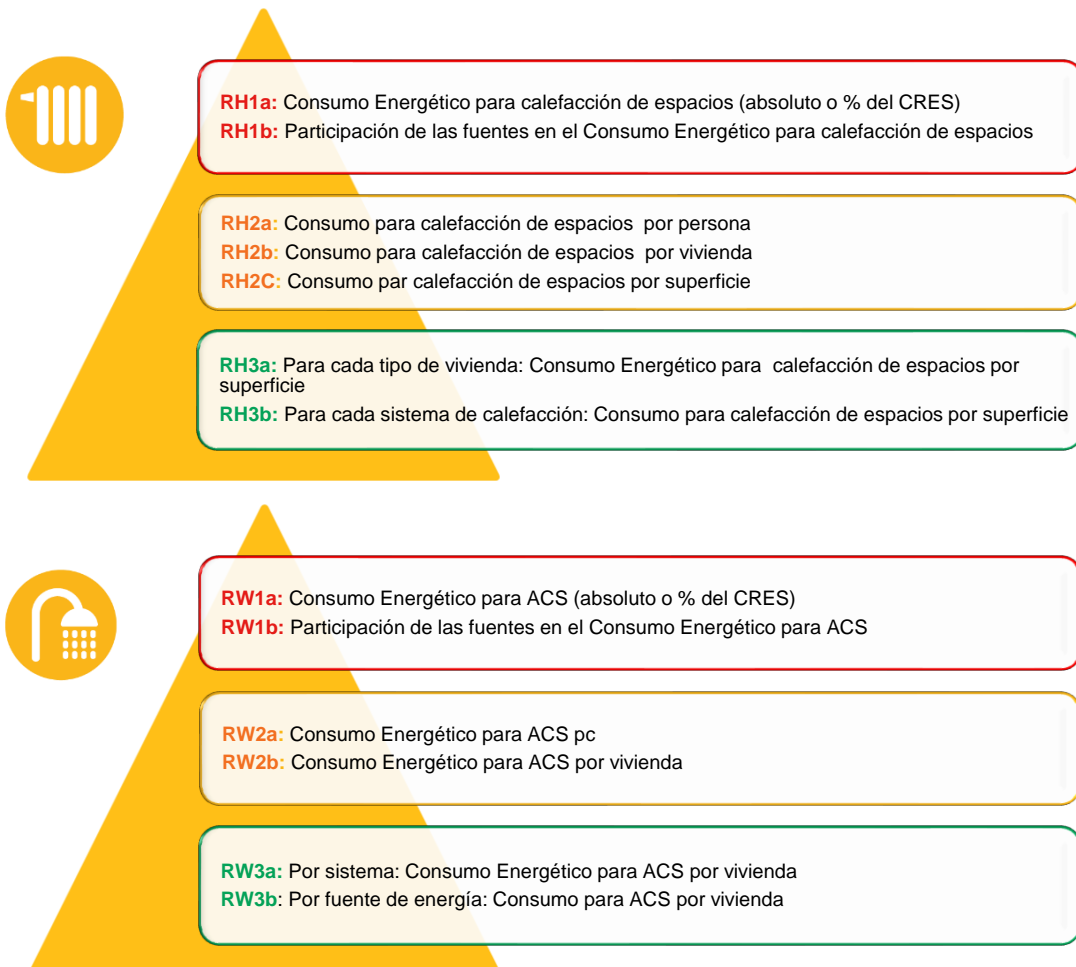 RH1a: Consumo Energético para calefacción de espacios (absoluto o % del CRES)
RH1b: Participación de las fuentes en el Consumo Energético para calefacción de espacios
RH2a: Consumo para calefacción de espacios por persona
RH2b: Consumo para calefacción de espacios por vivienda
RH2C: Consumo par calefacción de espacios por superficie
RH3a: Para cada tipo de vivienda: Consumo Energético para calefacción de espacios por
superficie
RH3b: Para cada sistema de calefacción: Consumo para calefacción de espacios por superficie
RW1a: Consumo Energético para ACS (absoluto o % del CRES)
RW1b: Participación de las fuentes en el Consumo Energético para ACS
RW2a: Consumo Energético para ACS pc
RW2b: Consumo Energético para ACS por vivienda
RW3a: Por sistema: Consumo Energético para ACS por vivienda
RW3b: Por fuente de energía: Consumo para ACS por vivienda